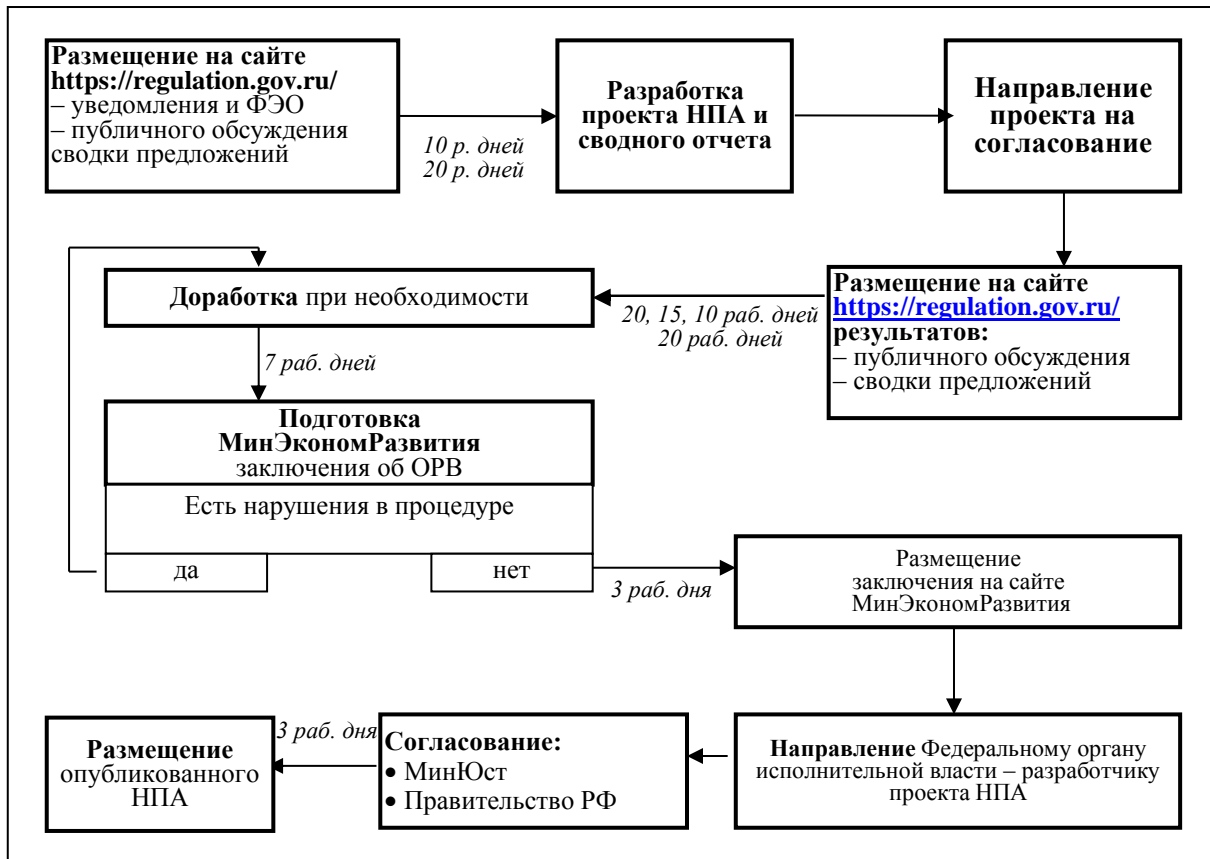 Размещение на сайте
https://regulation.gov.ru/
– уведомления и ФЭО
– публичного обсуждения
сводки предложений
10 р. дней
20 р. дней
Разработка
проекта НПА и
сводного отчета
Направление
проекта на
согласование
Размещение на сайте
https://regulation.gov.ru/
результатов:
– публичного обсуждения
– сводки предложений
20, 15, 10 раб. дней
20 раб. дней
Доработка при необходимости
7 раб. дней
Подготовка
МинЭкономРазвития
заключения об ОРВ
Есть нарушения в процедуре
да
нет
3 раб. дня
Размещение
заключения на сайте
МинЭкономРазвития
Направление Федеральному органу
исполнительной власти – разработчику
проекта НПА
Согласование:
• МинЮст
• Правительство РФ
3 раб. дня
Размещение
опубликованного
НПА